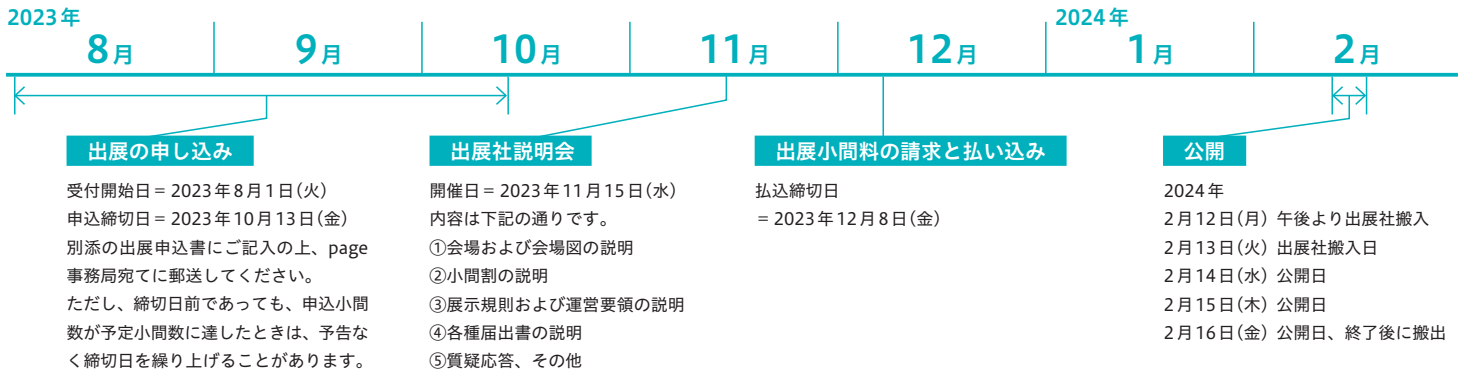 2023年
2024年
8月
9月
10月
11月
12月
1月
2月
出展の申し込み
受付開始日＝2023年8月1日(火)
申込締切日＝2023年10月13日(金)
別添の出展申込書にご記入の上、page
事務局宛てに郵送してください。
ただし、締切日前であっても、申込小間
数が予定小間数に達したときは、予告な
く締切日を繰り上げることがあります。
出展社説明会
開催日＝2023年11月15日(水)
内容は下記の通りです。
①会場および会場図の説明
②小間割の説明
③展示規則および運営要領の説明
④各種届出書の説明
⑤質疑応答、その他
出展小間料の請求と払い込み
払込締切日
＝2023年12月8日(金)
公開
2024年
2月12日(月) 午後より出展社搬入
2月13日(火) 出展社搬入日
2月14日(水) 公開日
2月15日(木) 公開日
2月16日(金) 公開日、終了後に搬出